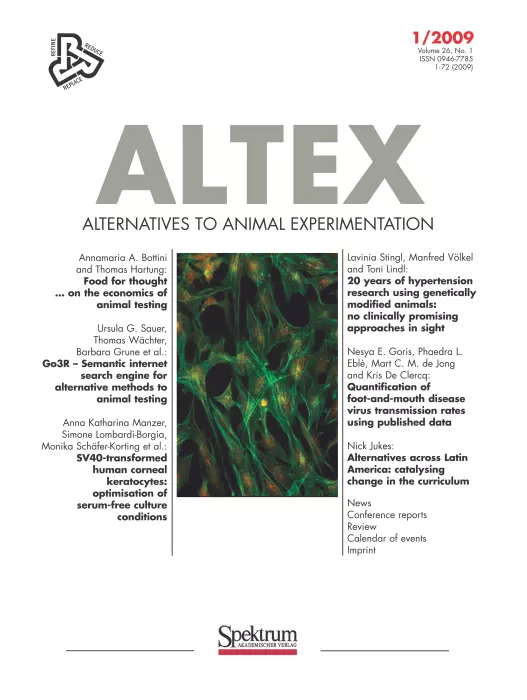 REFINE
REDUCE
REPLACE
1/2009
Volume 26, No. 1
ISSN 0946-7785
1-72 (2009)
ALTEX
ALTERNATIVES TO ANIMAL EXPERIMENTATION
Annamaria A. Bottini
and Thomas Hartung:
Food for thought
... on the economics of
animal testing
Ursula G. Sauer,
Thomas Wächter,
Barbara Grune et al.:
Go3R – Semantic internet
search engine for
alternative methods to
animal testing
Anna Katharina Manzer,
Simone Lombardi-Borgia,
Monika Schäfer-Korting et al.:
SV40-transformed
human corneal
keratocytes:
optimisation of
serum-free culture
conditions
Lavinia Stingl, Manfred Völkel
and Toni Lindl:
20 years of hypertension
research using genetically
modified animals:
no clinically promising
approaches in sight
Nesya E. Goris, Phaedra L.
Eblé, Mart C. M. de Jong
and Kris De Clercq:
Quantification of
foot-and-mouth disease
virus transmission rates
using published data
Nick Jukes:
Alternatives across Latin
America: catalysing
change in the curriculum
News
Conference reports
Review
Calendar of events
Imprint
Spektrum
AKADEMISCHER VERLAG